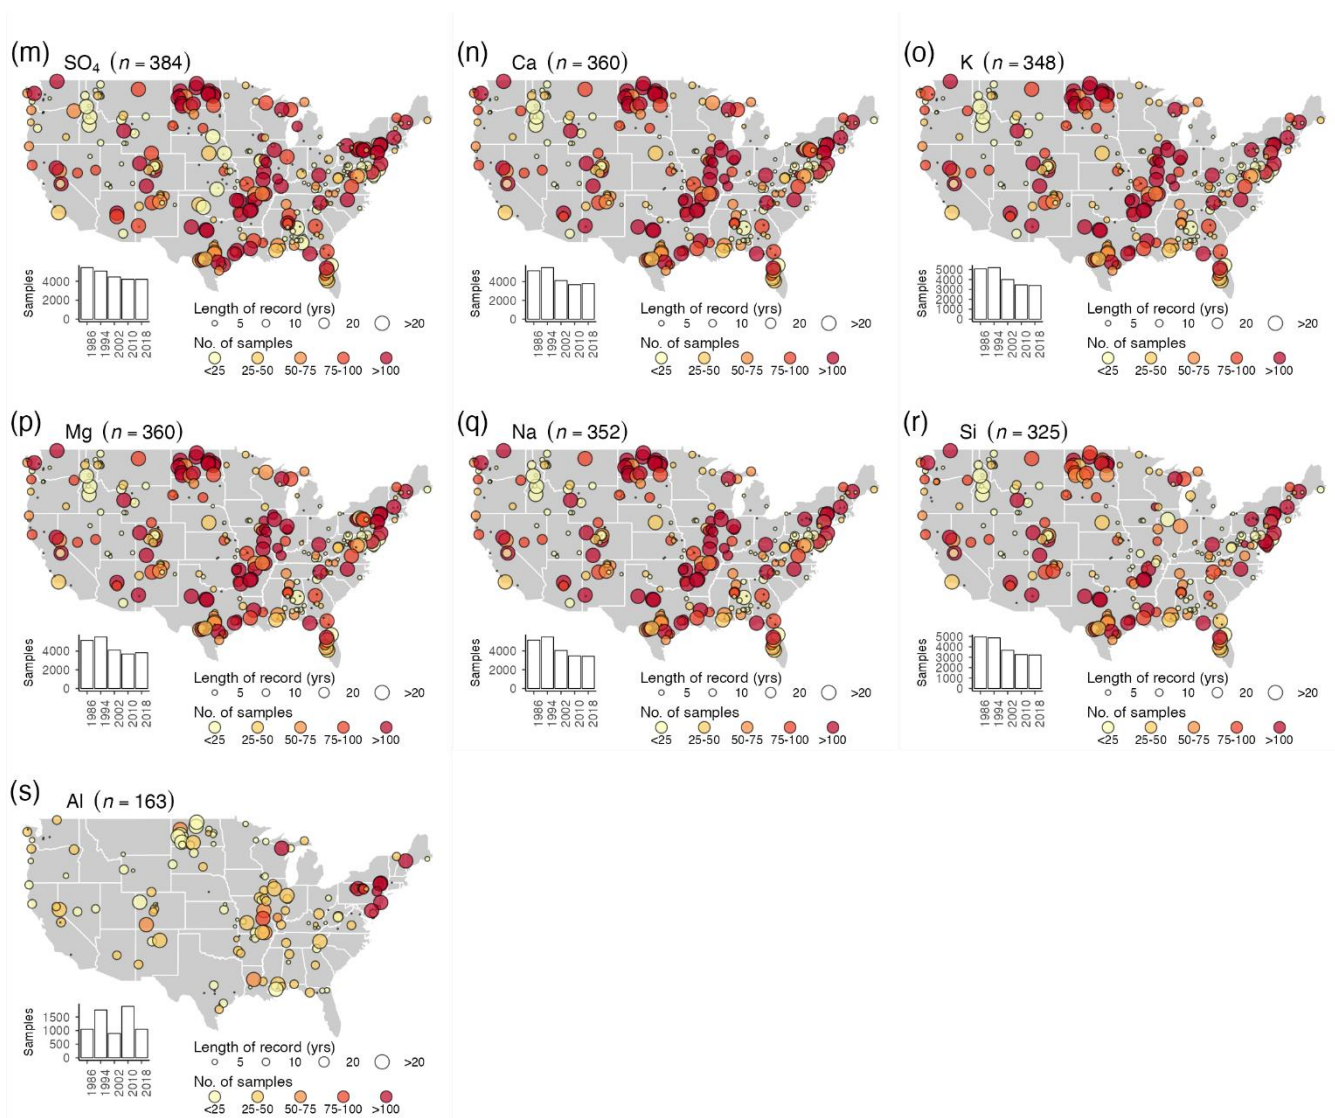 (m) SO₄ (n = 384)
Samples
4000
2000
0
1986
1994
2002
2010
2018
Length of record (yrs)
5 10 20 >20
No. of samples
<25 25-50 50-75 75-100 >100
(n) Ca (n = 360)
Samples
4000
2000
0
1986
1994
2002
2010
2018
Length of record (yrs)
5 10 20 >20
No. of samples
<25 25-50 50-75 75-100 >100
(o) K (n = 348)
Samples
5000
4000
3000
2000
1000
0
1986
1994
2002
2010
2018
Length of record (yrs)
5 10 20 >20
No. of samples
<25 25-50 50-75 75-100 >100
(p) Mg (n = 360)
Samples
4000
2000
0
1986
1994
2002
2010
2018
Length of record (yrs)
5 10 20 >20
No. of samples
<25 25-50 50-75 75-100 >100
(q) Na (n = 352)
Samples
4000
2000
0
1986
1994
2002
2010
2018
Length of record (yrs)
5 10 20 >20
No. of samples
<25 25-50 50-75 75-100 >100
(r) Si (n = 325)
Samples
5000
4000
3000
2000
1000
0
1986
1994
2002
2010
2018
Length of record (yrs)
5 10 20 >20
No. of samples
<25 25-50 50-75 75-100 >100
(s) Al (n = 163)
Samples
1500
1000
500
0
1986
1994
2002
2010
2018
Length of record (yrs)
5 10 20 >20
No. of samples
<25 25-50 50-75 75-100 >100